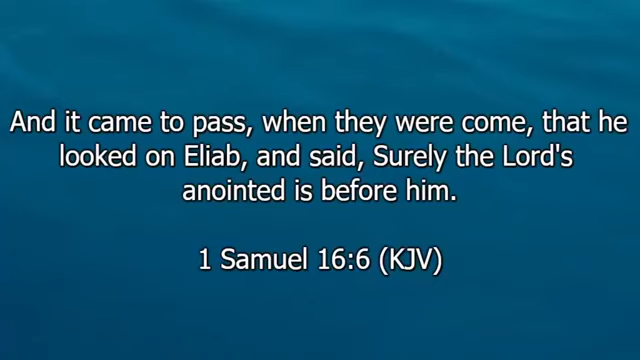 And it came to pass, when they were come, that he
looked on Eliab, and said, Surely the Lord's
anointed is before him.
1 Samuel 16:6 (KJV)